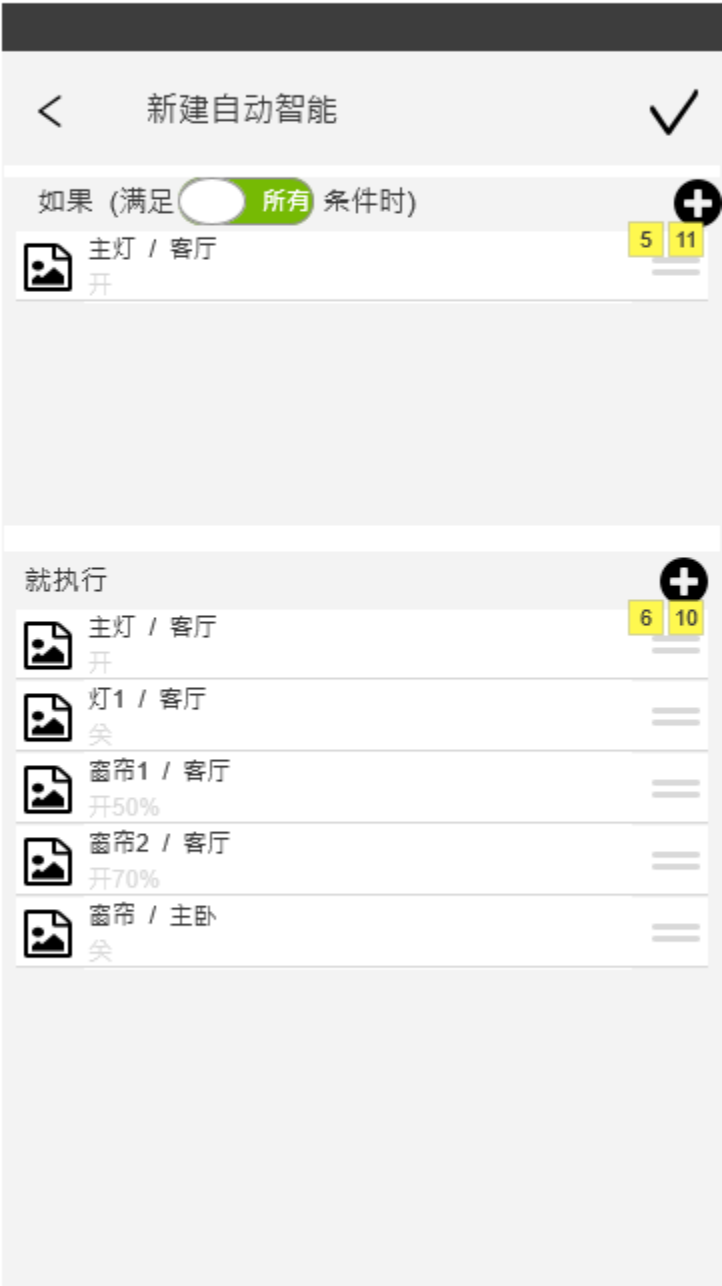 新建自动智能
如果 (满足 所有 条件时)
5 11
主灯 / 客厅
开
就执行
6 10
主灯 / 客厅
开
灯1 / 客厅
关
窗帘1 / 客厅
开50%
窗帘2 / 客厅
开70%
窗帘 / 主卧
关